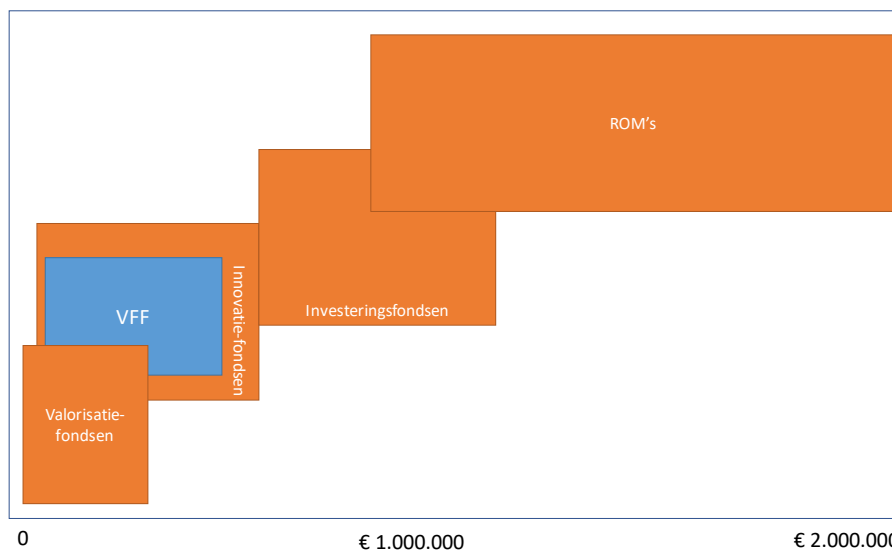 ROM's
Investeringsfondsen
Innovatie-fondsen
VFF
Valorisatie-
fondsen
0
€ 1.000.000
€ 2.000.000